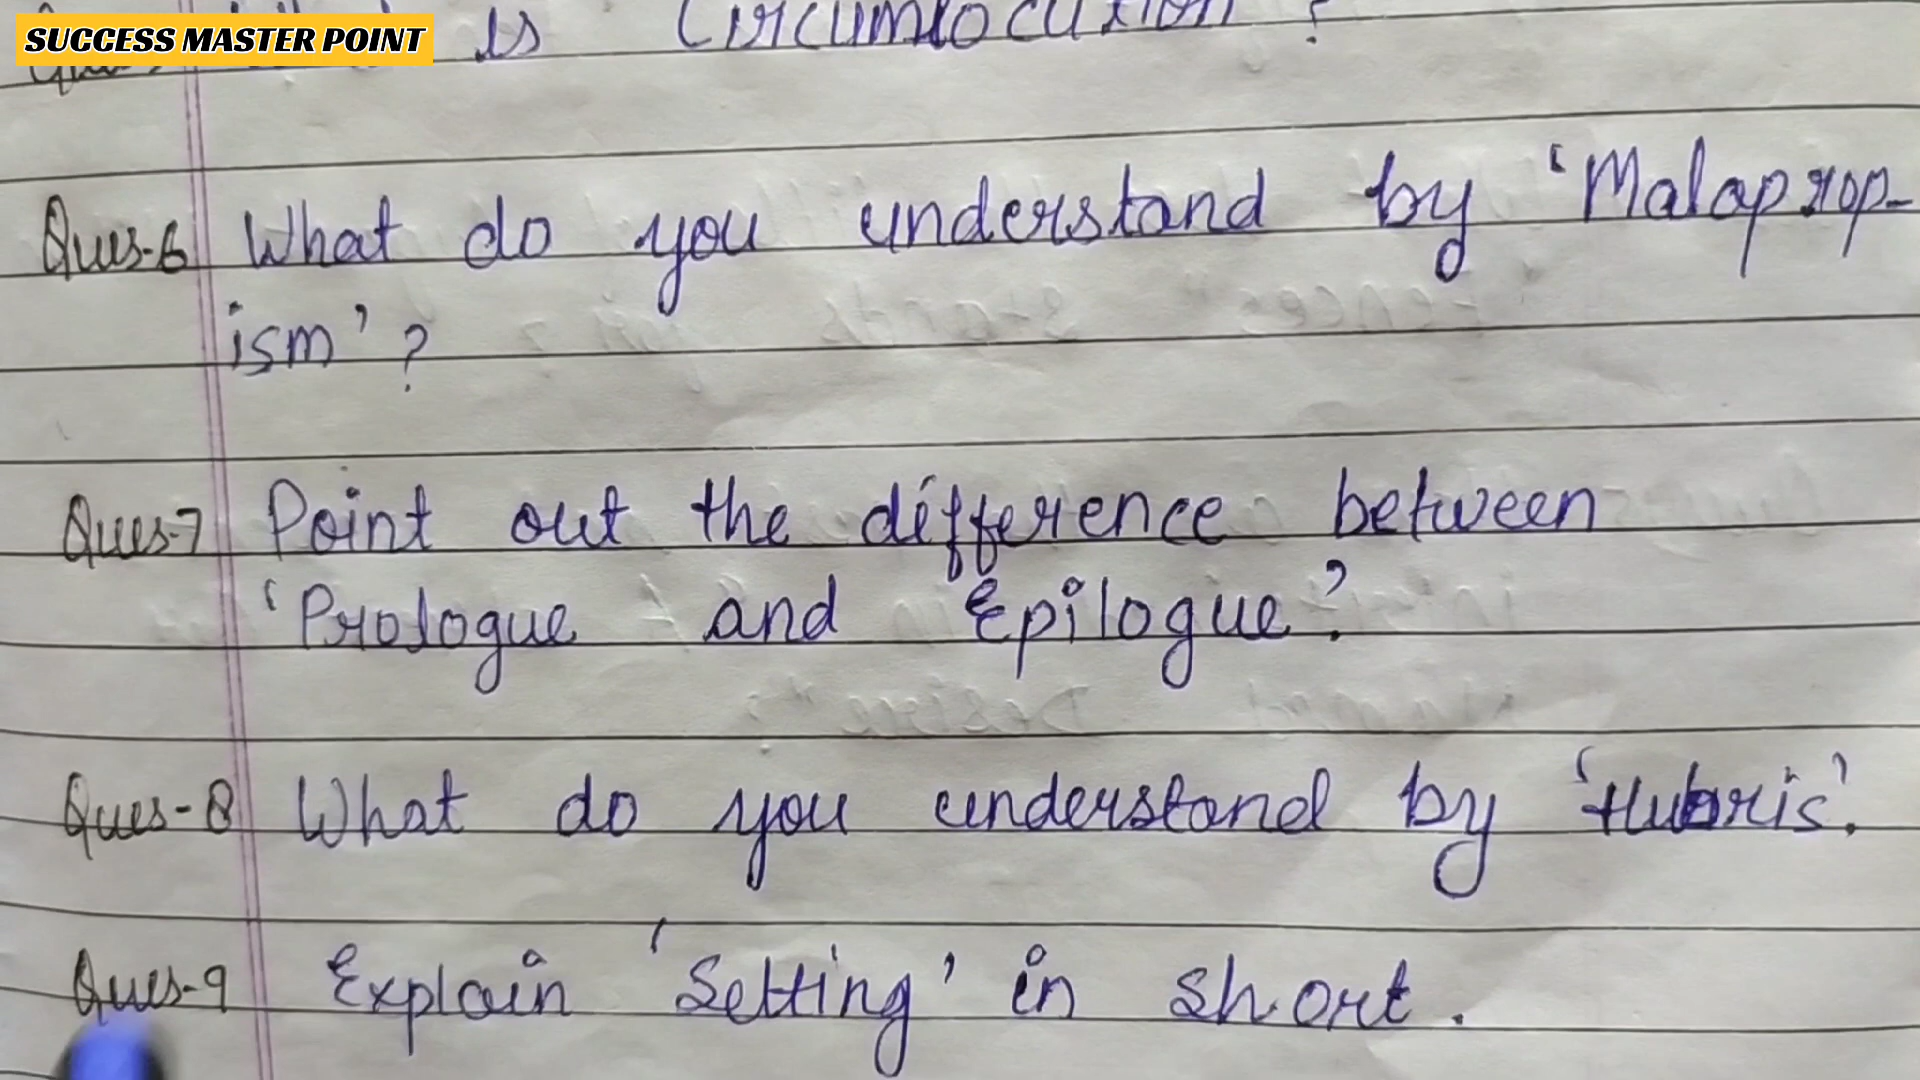 SUCCESS MASTER POINT
is Circumlocution ?
Ques-6 What do you understand by 'Malaprop-
ism' ?
Ques-7 Point out the difference between
'Prologue and Epilogue'?
Ques-8 What do you understand by 'Hubris'.
Ques-9 Explain 'Setting' in short.